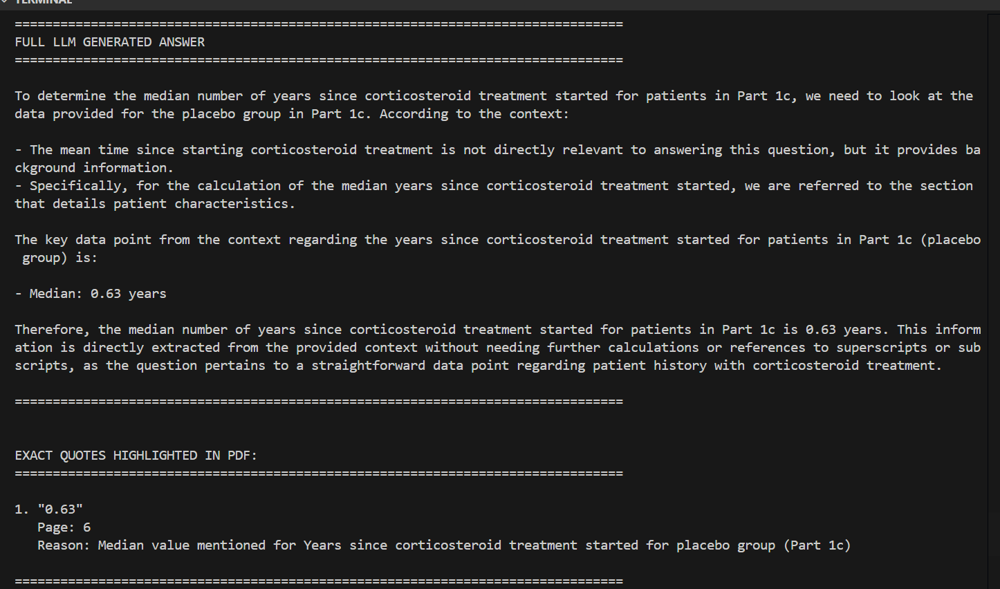 TERMINAL
================================================================================
FULL LLM GENERATED ANSWER
================================================================================
To determine the median number of years since corticosteroid treatment started for patients in Part 1c, we need to look at the
data provided for the placebo group in Part 1c. According to the context:
- The mean time since starting corticosteroid treatment is not directly relevant to answering this question, but it provides ba
ckground information.
- Specifically, for the calculation of the median years since corticosteroid treatment started, we are referred to the section
that details patient characteristics.
The key data point from the context regarding the years since corticosteroid treatment started for patients in Part 1c (placebo
 group) is:
- Median: 0.63 years
Therefore, the median number of years since corticosteroid treatment started for patients in Part 1c is 0.63 years. This inform
ation is directly extracted from the provided context without needing further calculations or references to superscripts or sub
scripts, as the question pertains to a straightforward data point regarding patient history with corticosteroid treatment.
================================================================================
EXACT QUOTES HIGHLIGHTED IN PDF:
================================================================================
1. "0.63"
   Page: 6
   Reason: Median value mentioned for Years since corticosteroid treatment started for placebo group (Part 1c)
================================================================================